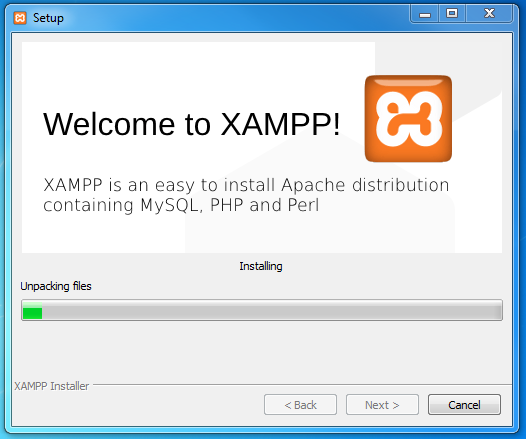 Setup
Welcome to XAMPP!
XAMPP is an easy to install Apache distribution
containing MySQL, PHP and Perl
Installing
Unpacking files
XAMPP Installer
< Back
Next >
Cancel